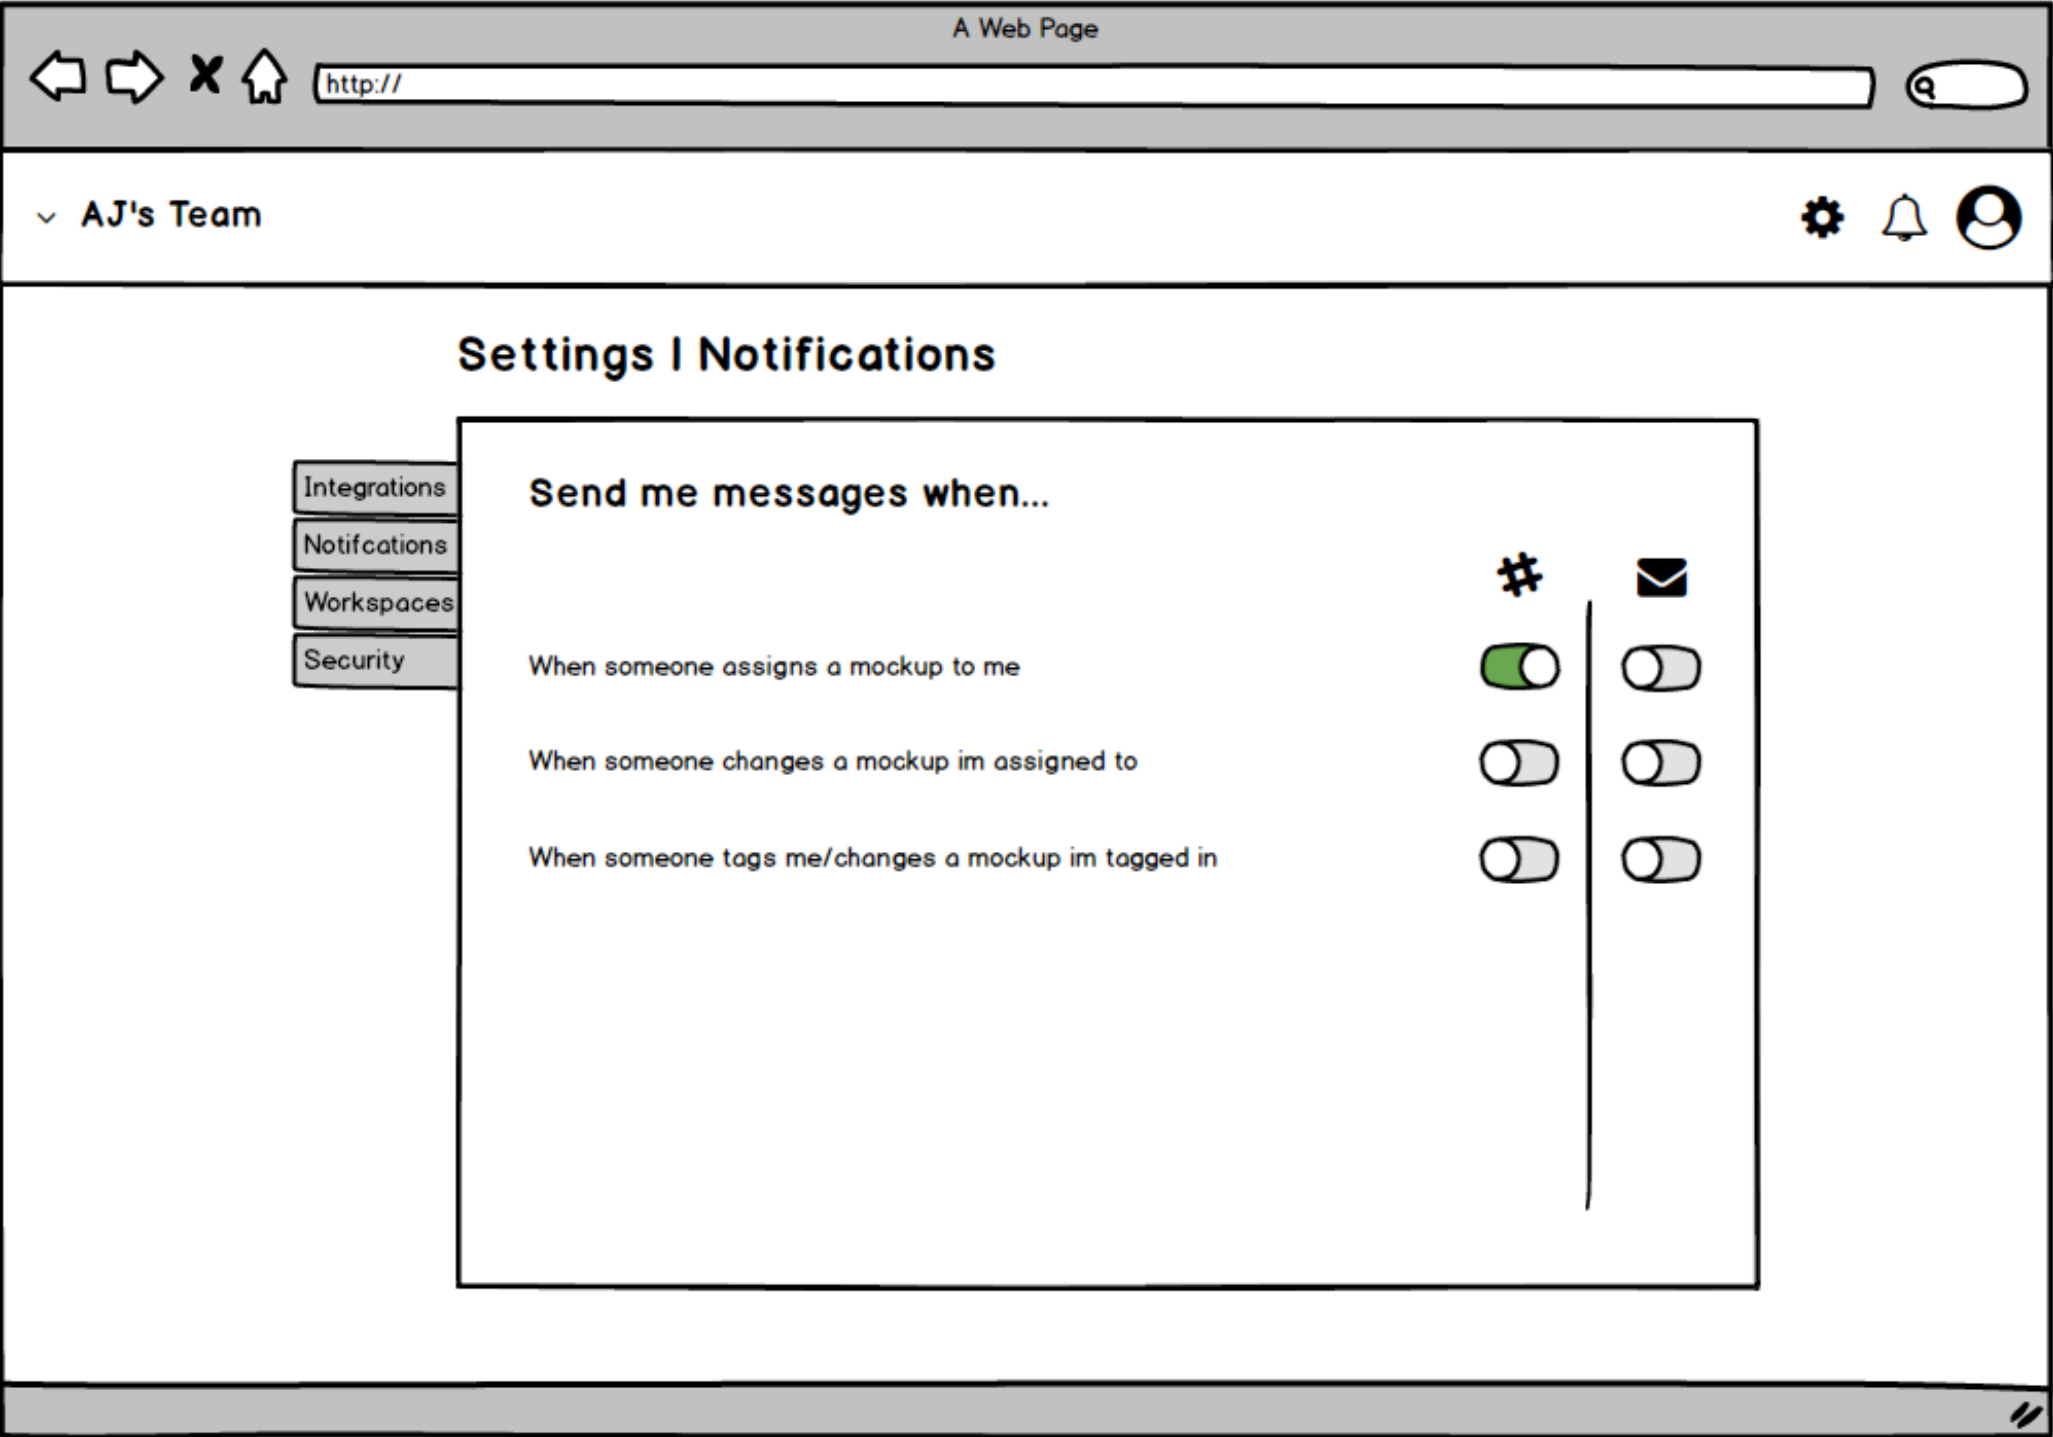 A Web Page
http://
AJ's Team
Settings | Notifications
Integrations
Notifcations
Workspaces
Security
Send me messages when...
When someone assigns a mockup to me
When someone changes a mockup im assigned to
When someone tags me/changes a mockup im tagged in